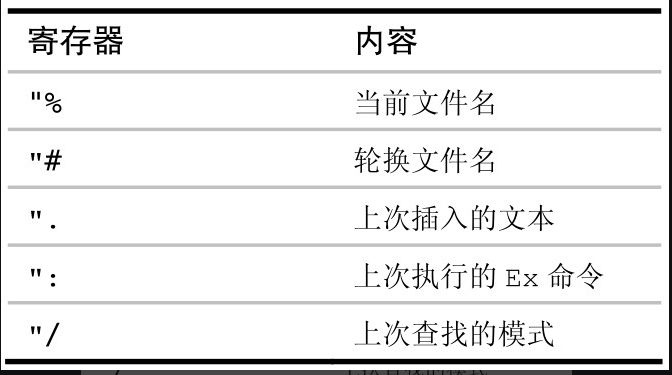 寄存器 内容
"% 当前文件名
"# 轮换文件名
". 上次插入的文本
": 上次执行的 Ex 命令
"/ 上次查找的模式